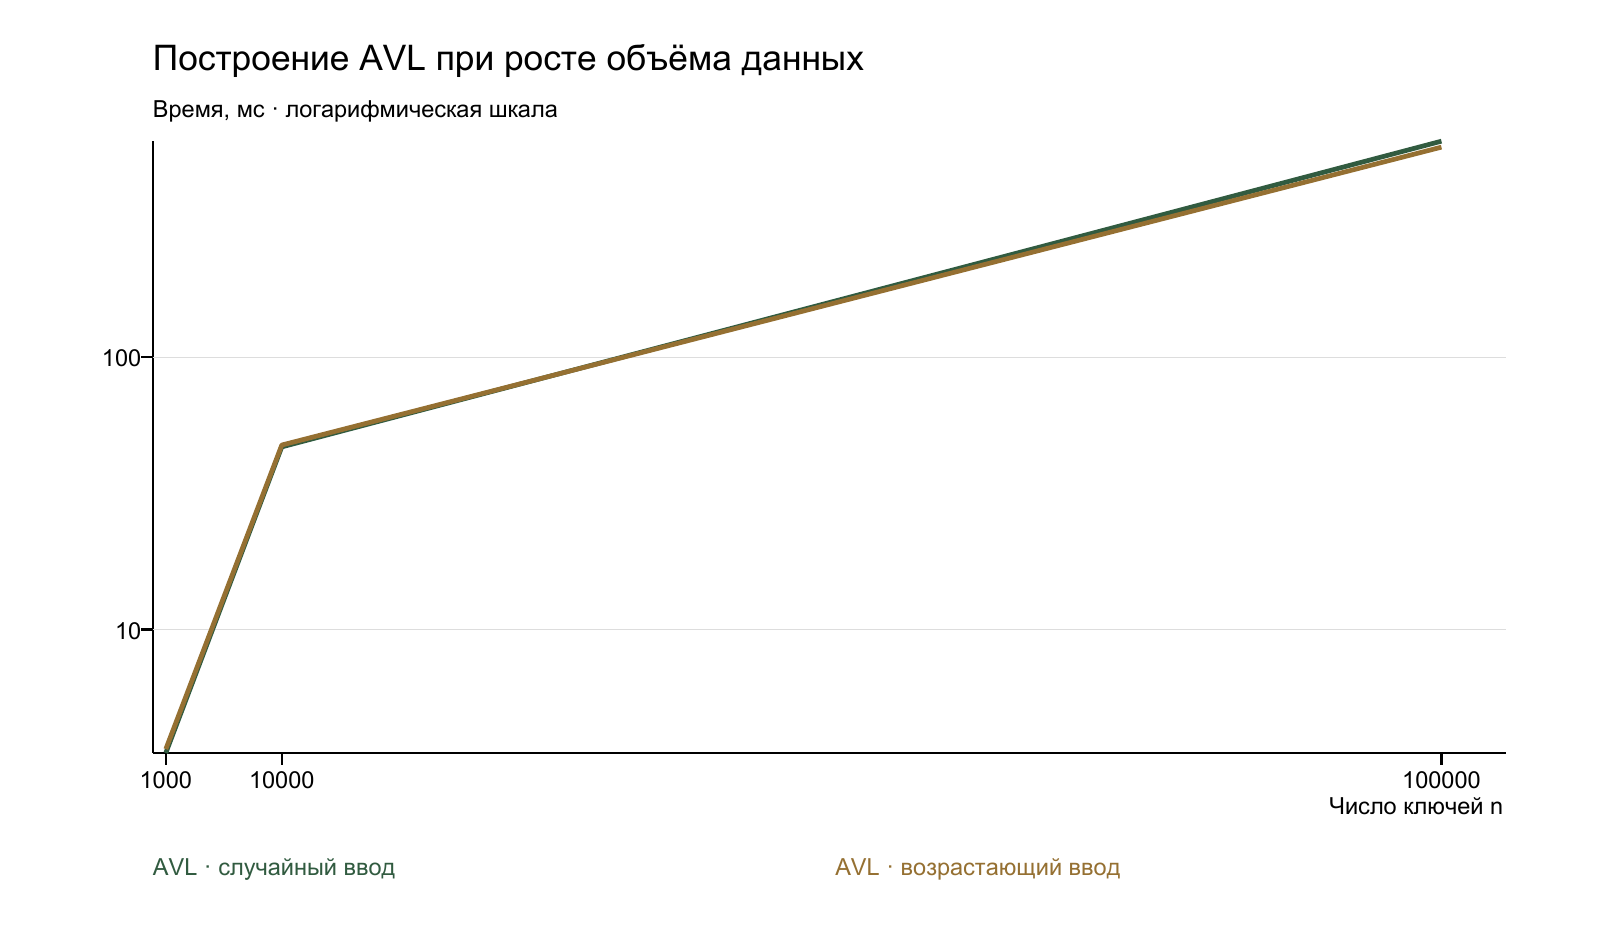 Построение AVL при росте объёма данных
Время, мс · логарифмическая шкала
100
10
1000 10000 100000
Число ключей n
AVL · случайный ввод AVL · возрастающий ввод